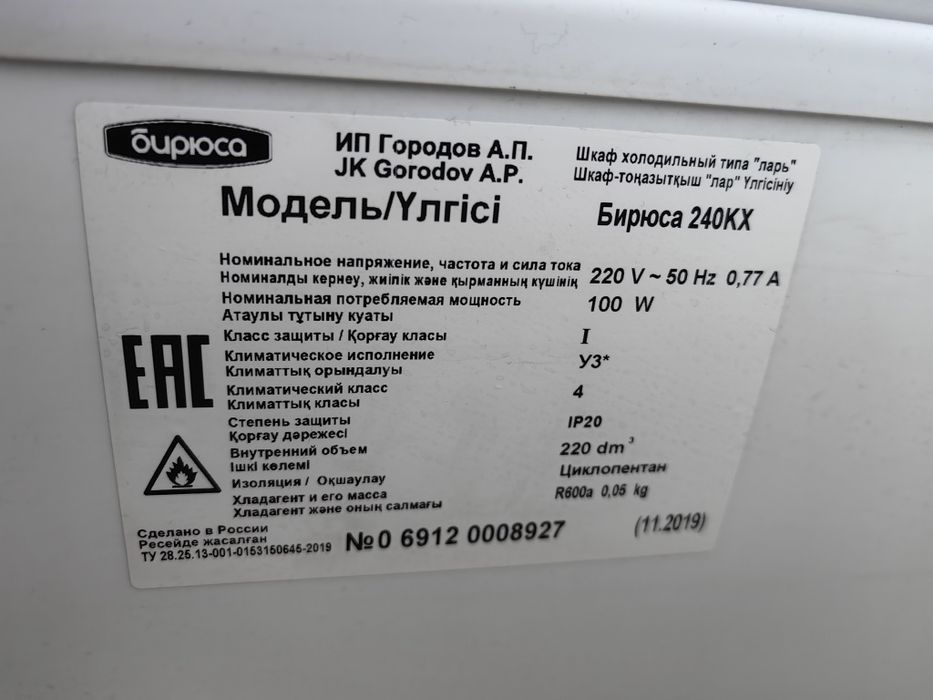 бирюса
ИП Городов А.П.
JK Gorodov A.P.
Шкаф холодильный типа "ларь"
Шкаф-тоңазытқыш "лар" Үлгісініу
Модель/Үлгісі
Бирюса 240КХ
Номинальное напряжение, частота и сила тока
Номиналды кернеу, жиілік және қырманның күшінің
220 V ~ 50 Hz 0,77 A
Номинальная потребляемая мощность
Атаулы тұтыну куаты
100 W
Класс защиты / Қорғау класы
I
Климатическое исполнение
Климаттық орындалуы
У3*
Климатический класс
Климаттық класы
4
Степень защиты
Қорғау дәрежесі
IP20
Внутренний объем
Ішкі көлемі
220 dm³
Изоляция / Оқшаулау
Циклопентан
Хладагент и его масса
Хладагент және оның салмағы
R600a 0,05 kg
EAC
Сделано в России
Ресейде жасалған
ТУ 28.25.13-001-0153150645-2019
№0 6912 0008927
(11.2019)